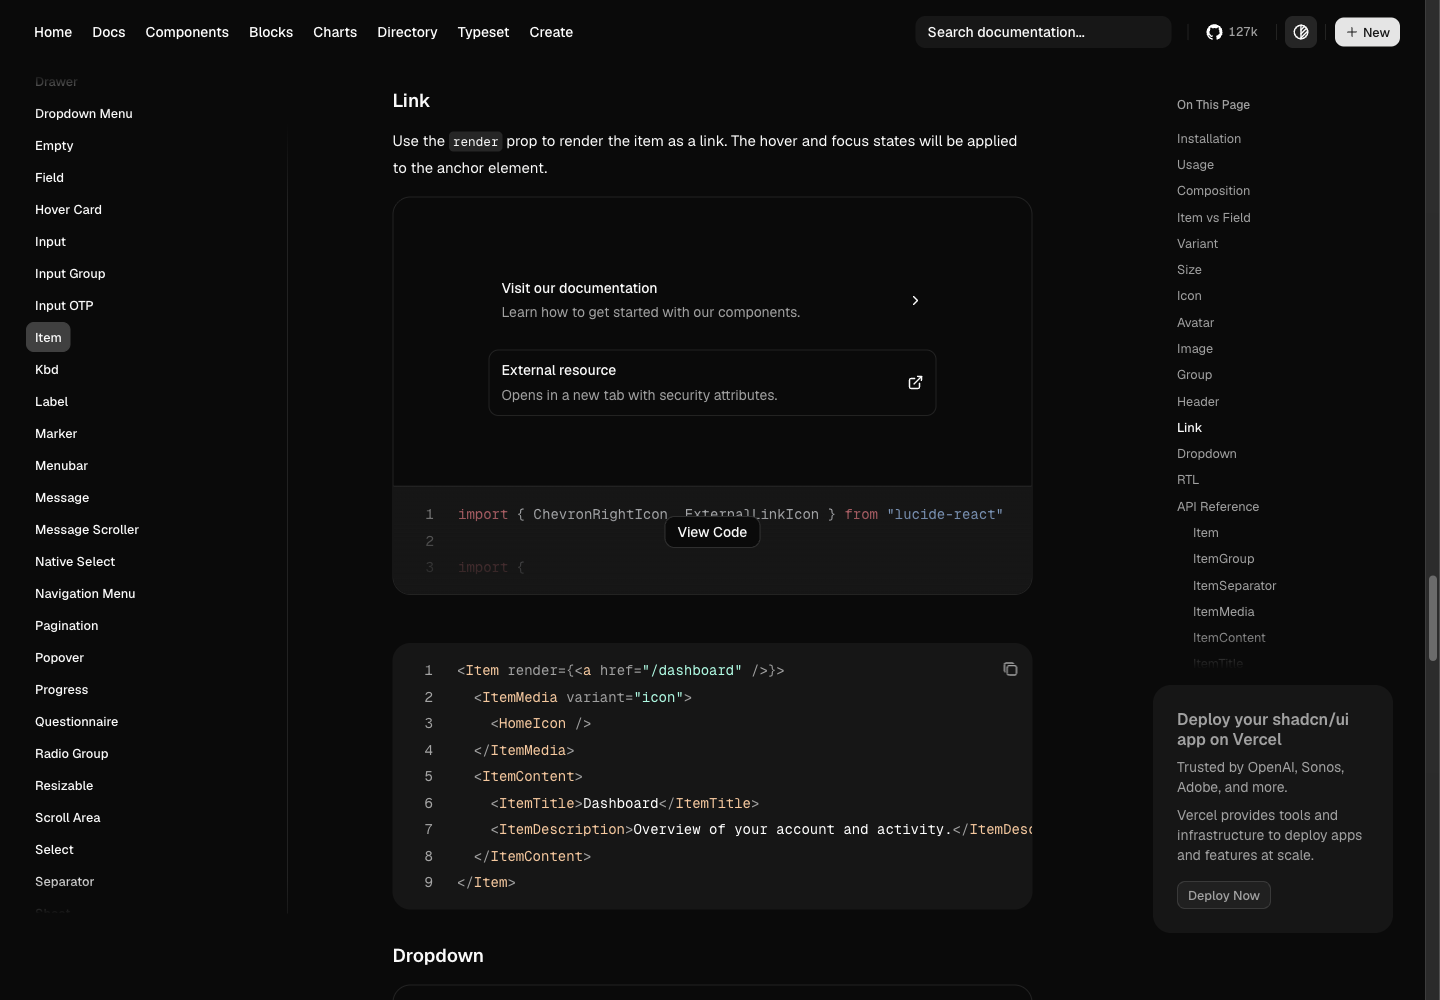 Home Docs Components Blocks Charts Directory Typeset Create
Search documentation...
127k
New
Drawer
Dropdown Menu
Empty
Field
Hover Card
Input
Input Group
Input OTP
Item
Kbd
Label
Marker
Menubar
Message
Message Scroller
Native Select
Navigation Menu
Pagination
Popover
Progress
Questionnaire
Radio Group
Resizable
Scroll Area
Select
Separator
Link
Use the render prop to render the item as a link. The hover and focus states will be applied
to the anchor element.
Visit our documentation
Learn how to get started with our components.
External resource
Opens in a new tab with security attributes.
1 import { ChevronRightIcon, ExternalLinkIcon } from "lucide-react"
2
3 import {
View Code
1 <Item render={<a href="/dashboard" />}>
2 <ItemMedia variant="icon">
3 <HomeIcon />
4 </ItemMedia>
5 <ItemContent>
6 <ItemTitle>Dashboard</ItemTitle>
7 <ItemDescription>Overview of your account and activity.</ItemDesc
8 </ItemContent>
9 </Item>
Dropdown
On This Page
Installation
Usage
Composition
Item vs Field
Variant
Size
Icon
Avatar
Image
Group
Header
Link
Dropdown
RTL
API Reference
Item
ItemGroup
ItemSeparator
ItemMedia
ItemContent
ItemTitle
Deploy your shadcn/ui
app on Vercel
Trusted by OpenAI, Sonos,
Adobe, and more.
Vercel provides tools and
infrastructure to deploy apps
and features at scale.
Deploy Now